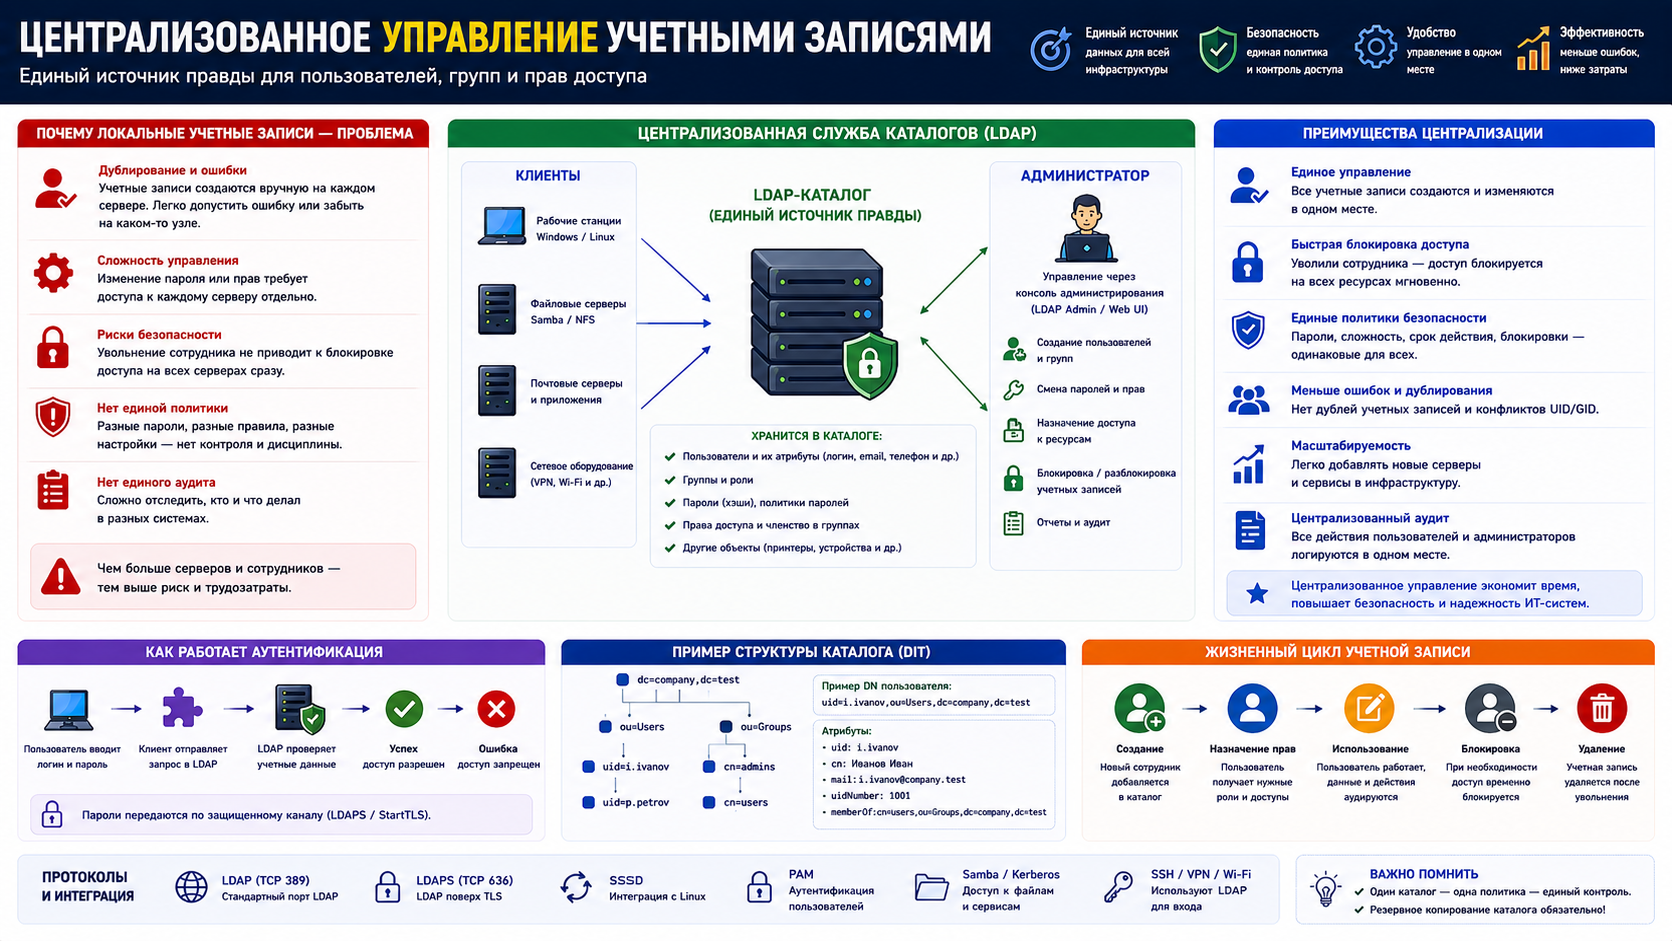 ЦЕНТРАЛИЗОВАННОЕ УПРАВЛЕНИЕ УЧЕТНЫМИ ЗАПИСЯМИ
Единый источник правды для пользователей, групп и прав доступа
Единый источник
данных для всей
инфраструктуры
Безопасность
единая политика
и контроль доступа
Удобство
управление в одном
месте
Эффективность
меньше ошибок,
ниже затраты
ПОЧЕМУ ЛОКАЛЬНЫЕ УЧЕТНЫЕ ЗАПИСИ — ПРОБЛЕМА
Дублирование и ошибки
Учетные записи создаются вручную на каждом
сервере. Легко допустить ошибку или забыть
на каком-то узле.
Сложность управления
Изменение пароля или прав требует
доступа к каждому серверу отдельно.
Риски безопасности
Увольнение сотрудника не приводит к блокировке
доступа на всех серверах сразу.
Нет единой политики
Разные пароли, разные правила, разные
настройки — нет контроля и дисциплины.
Нет единого аудита
Сложно отследить, кто и что делал
в разных системах.
Чем больше серверов и сотрудников —
тем выше риск и трудозатраты.
ЦЕНТРАЛИЗОВАННАЯ СЛУЖБА КАТАЛОГОВ (LDAP)
КЛИЕНТЫ
Рабочие станции
Windows / Linux
Файловые серверы
Samba / NFS
Почтовые серверы
и приложения
Сетевое оборудование
(VPN, Wi-Fi и др.)
LDAP-КАТАЛОГ
(ЕДИНЫЙ ИСТОЧНИК ПРАВДЫ)
ХРАНИТСЯ В КАТАЛОГЕ:
Пользователи и их атрибуты (логин, email, телефон и др.)
Группы и роли
Пароли (хэши), политики паролей
Права доступа и членство в группах
Другие объекты (принтеры, устройства и др.)
АДМИНИСТРАТОР
Управление через
консоль администрирования
(LDAP Admin / Web UI)
Создание пользователей
и групп
Смена паролей и прав
Назначение доступа
к ресурсам
Блокировка / разблокировка
учетных записей
Отчеты и аудит
ПРЕИМУЩЕСТВА ЦЕНТРАЛИЗАЦИИ
Единое управление
Все учетные записи создаются и изменяются
в одном месте.
Быстрая блокировка доступа
Уволили сотрудника — доступ блокируется
на всех ресурсах мгновенно.
Единые политики безопасности
Пароли, сложность, срок действия, блокировки —
одинаковые для всех.
Меньше ошибок и дублирования
Нет дублей учетных записей и конфликтов UID/GID.
Масштабируемость
Легко добавлять новые серверы
и сервисы в инфраструктуру.
Централизованный аудит
Все действия пользователей и администраторов
логируются в одном месте.
Централизованное управление экономит время,
повышает безопасность и надежность ИТ-систем.
КАК РАБОТАЕТ АУТЕНТИФИКАЦИЯ
Пользователь вводит
логин и пароль
Клиент отправляет
запрос в LDAP
LDAP проверяет
учетные данные
Успех
доступ разрешен
Ошибка
доступ запрещен
Пароли передаются по защищенному каналу (LDAPS / StartTLS).
ПРИМЕР СТРУКТУРЫ КАТАЛОГА (DIT)
dc=company,dc=test
ou=Users
ou=Groups
uid=i.ivanov
cn=admins
uid=p.petrov
cn=users
Пример DN пользователя:
uid=i.ivanov,ou=Users,dc=company,dc=test
Атрибуты:
• uid: i.ivanov
• cn: Иванов Иван
• mail: i.ivanov@company.test
• uidNumber: 1001
• memberOf:cn=users,ou=Groups,dc=company,dc=test
ЖИЗНЕННЫЙ ЦИКЛ УЧЕТНОЙ ЗАПИСИ
Создание
Новый сотрудник
добавляется
в каталог
Назначение прав
Пользователь
получает нужные
роли и доступы
Использование
Пользователь работает,
данные и действия
аудируются
Блокировка
При необходимости
доступ временно
блокируется
Удаление
Учетная запись
удаляется после
увольнения
ПРОТОКОЛЫ
И ИНТЕГРАЦИЯ
LDAP (TCP 389)
Стандартный порт LDAP
LDAPS (TCP 636)
LDAP поверх TLS
SSSD
Интеграция с Linux
PAM
Аутентификация
пользователей
Samba / Kerberos
Доступ к файлам
и сервисам
SSH / VPN / Wi-Fi
Используют LDAP
для входа
ВАЖНО ПОМНИТЬ
Один каталог — одна политика — единый контроль.
Резервное копирование каталога обязательно!